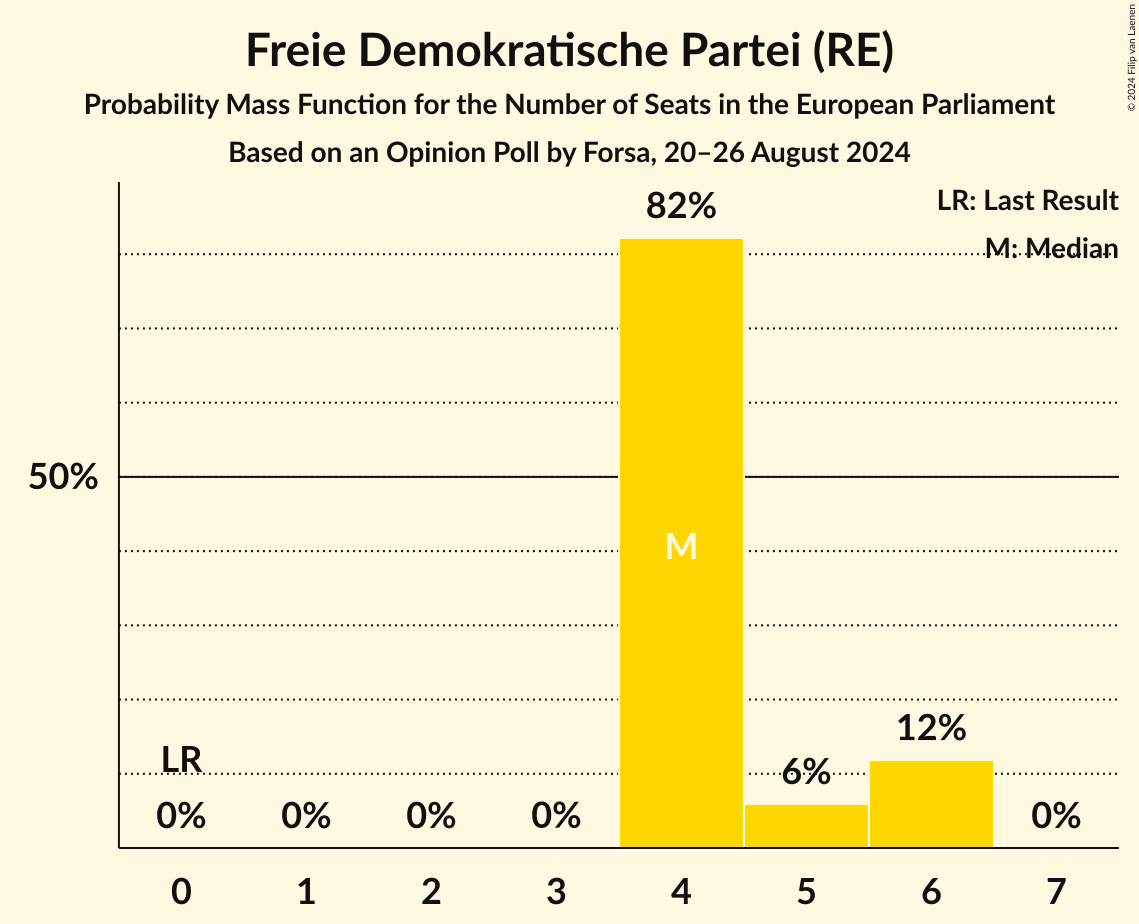 Freie Demokratische Partei (RE)
Probability Mass Function for the Number of Seats in the European Parliament
Based on an Opinion Poll by Forsa, 20–26 August 2024
© 2024 Filip van Laenen
LR: Last Result
M: Median
82%
50%
M
12%
LR
6%
0% 0% 0% 0% 0%
0 1 2 3 4 5 6 7